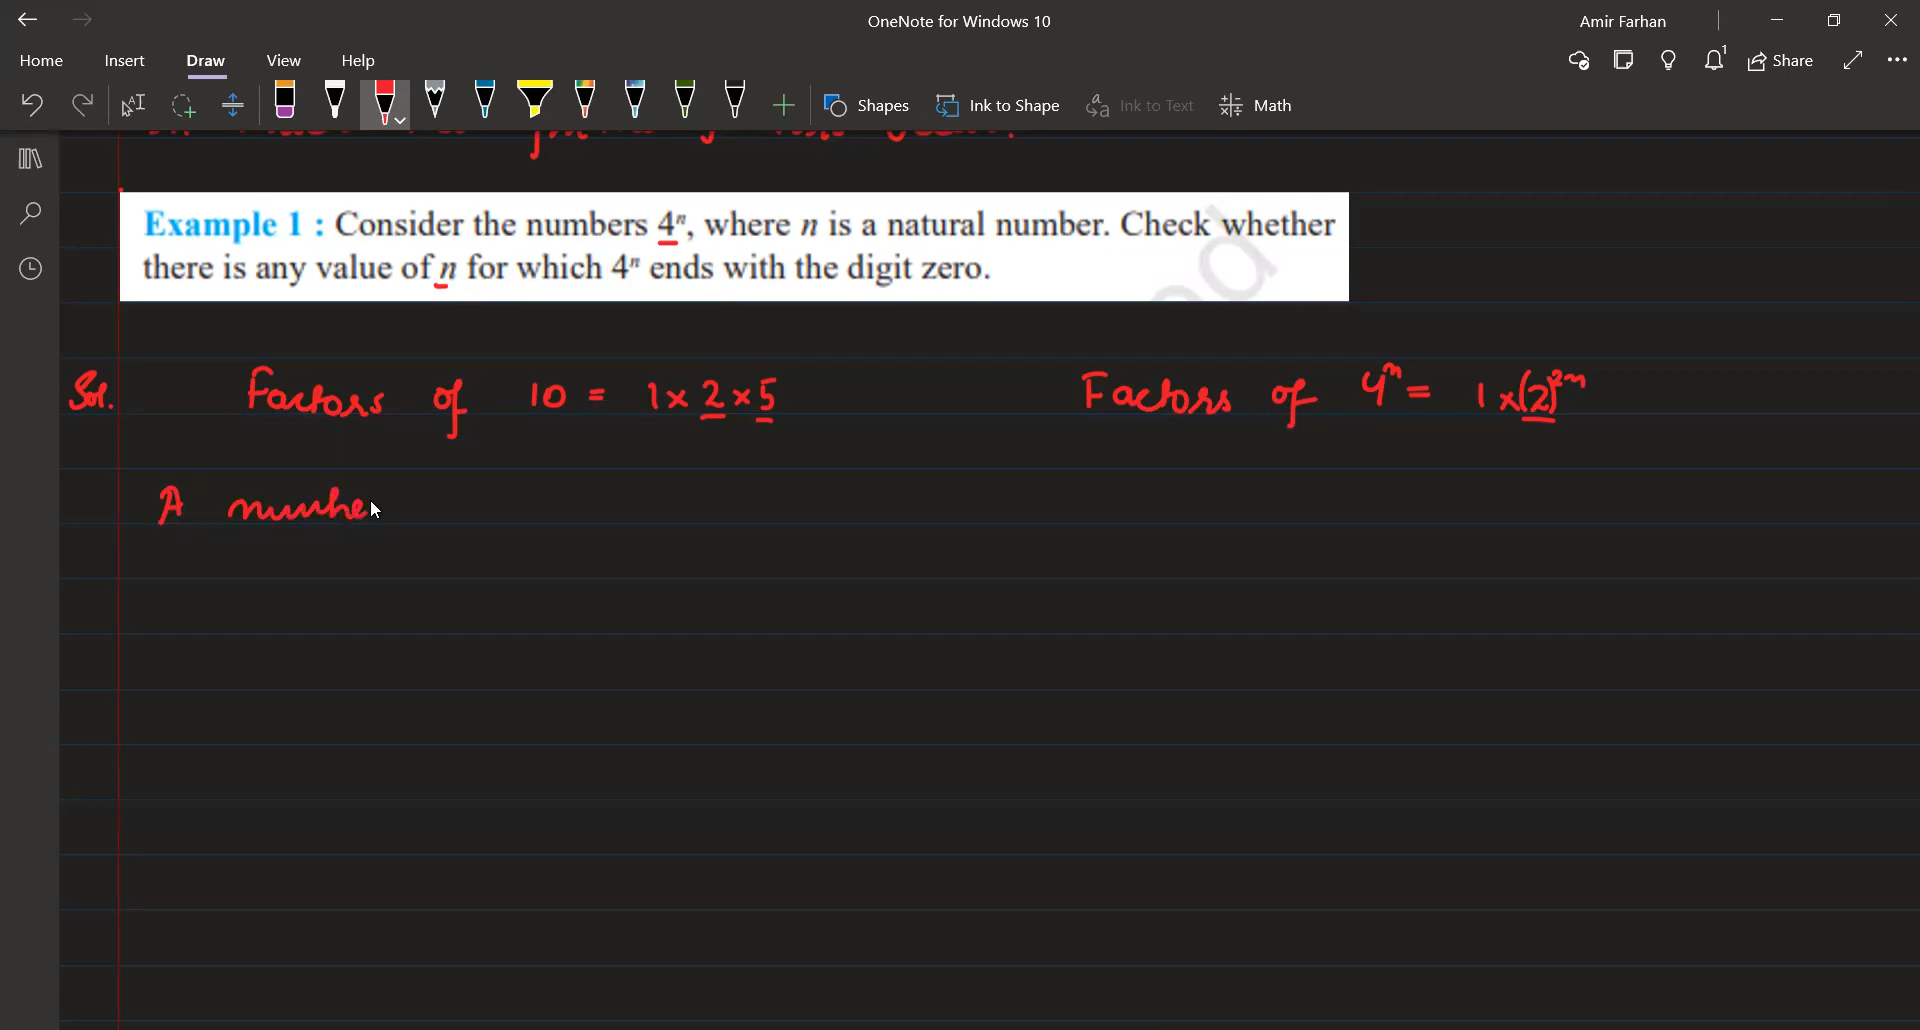 OneNote for Windows 10
Amir Farhan
Home Insert Draw View Help
1 Share
Shapes Ink to Shape Ink to Text Math
Example 1 : Consider the numbers 4ⁿ, where n is a natural number. Check whether
there is any value of n for which 4ⁿ ends with the digit zero.
Sol. Factors of 10 = 1 × 2 × 5 Factors of 4ⁿ = 1 × (2)²ⁿ
A numbe